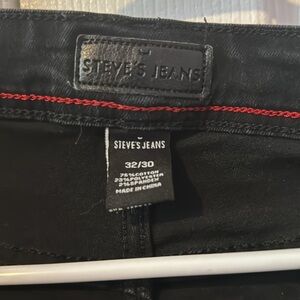 STEVE'S JEANS
STEVE'S JEANS
32/30
75%COTTON
23%POLYESTER
2%SPANDEX
MADE IN CHINA